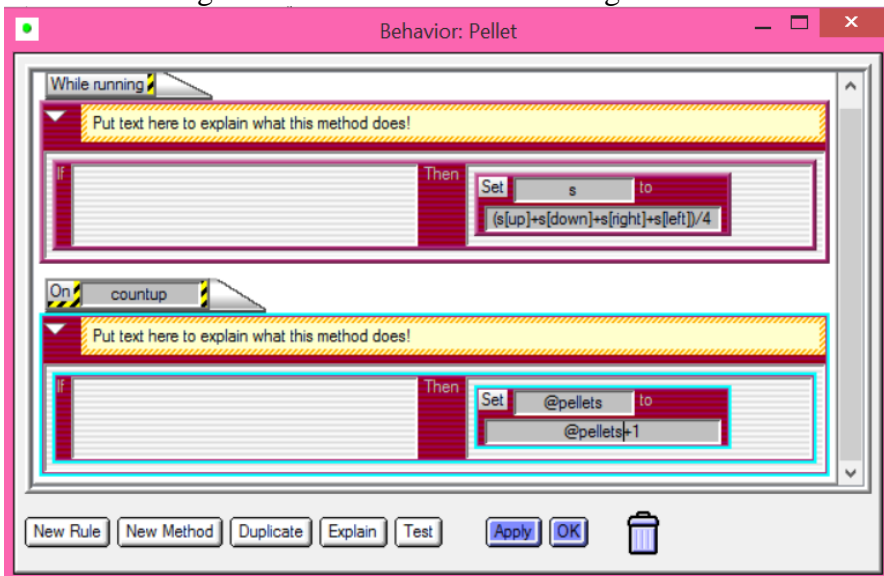 Behavior: Pellet
While running
Put text here to explain what this method does!
If Then
Set s to
(s[up]+s[down]+s[right]+s[left])/4
On countup
Put text here to explain what this method does!
If Then
Set @pellets to
@pellets+1
New Rule New Method Duplicate Explain Test Apply OK